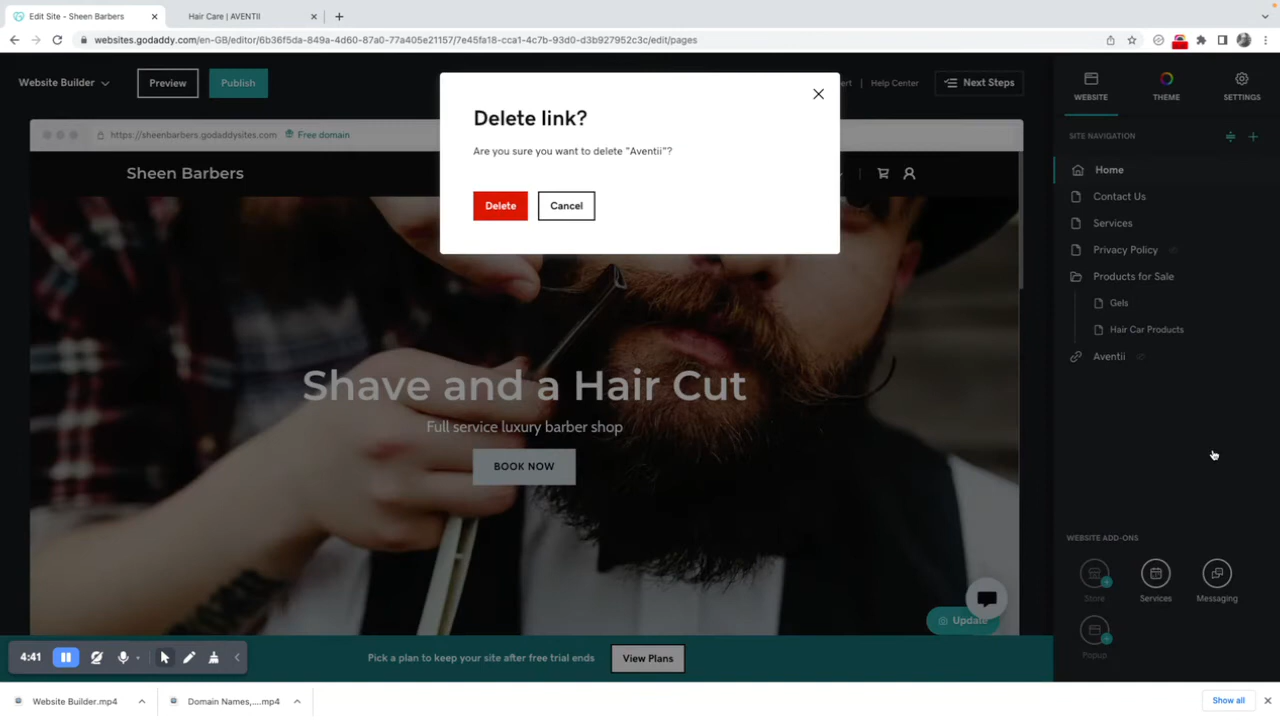 Edit Site - Sheen Barbers
Hair Care | AVENTII
websites.godaddy.com/en-GB/editor/6b36f5da-849a-4d60-87a0-77a405e21157/7e45fa18-cca1-4c7b-93d0-d3b927952c3c/edit/pages
Website Builder
Preview
Publish
Help Center
Next Steps
WEBSITE
THEME
SETTINGS
Delete link?
Are you sure you want to delete "Aventii"?
Delete
Cancel
https://sheenbarbers.godaddysites.com
Free domain
Sheen Barbers
Shave and a Hair Cut
Full service luxury barber shop
BOOK NOW
SITE NAVIGATION
Home
Contact Us
Services
Privacy Policy
Products for Sale
Gels
Hair Car Products
Aventii
WEBSITE ADD-ONS
Store
Services
Messaging
Popup
Update
4:41
Pick a plan to keep your site after free trial ends
View Plans
Website Builder.mp4
Domain Names,....mp4
Show all